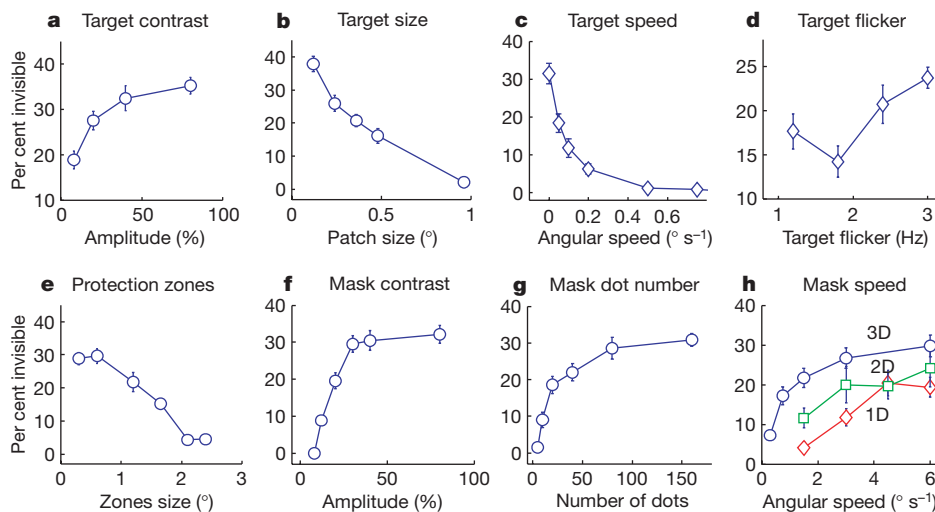 a Target contrast
Per cent invisible
40
30
20
10
0 50 100
Amplitude (%)
b Target size
40
30
20
10
0
0 0.5 1
Patch size (°)
c Target speed
40
30
20
10
0
0 0.2 0.4 0.6
Angular speed (° s⁻¹)
d Target flicker
25
20
15
10
1 2 3
Target flicker (Hz)
e Protection zones
Per cent invisible
40
30
20
10
0
0 1 2 3
Zones size (°)
f Mask contrast
40
30
20
10
0
0 50 100
Amplitude (%)
g Mask dot number
40
30
20
10
0
0 50 100 150
Number of dots
h Mask speed
40
30
20
10
0
3D
2D
1D
0 2 4 6
Angular speed (° s⁻¹)